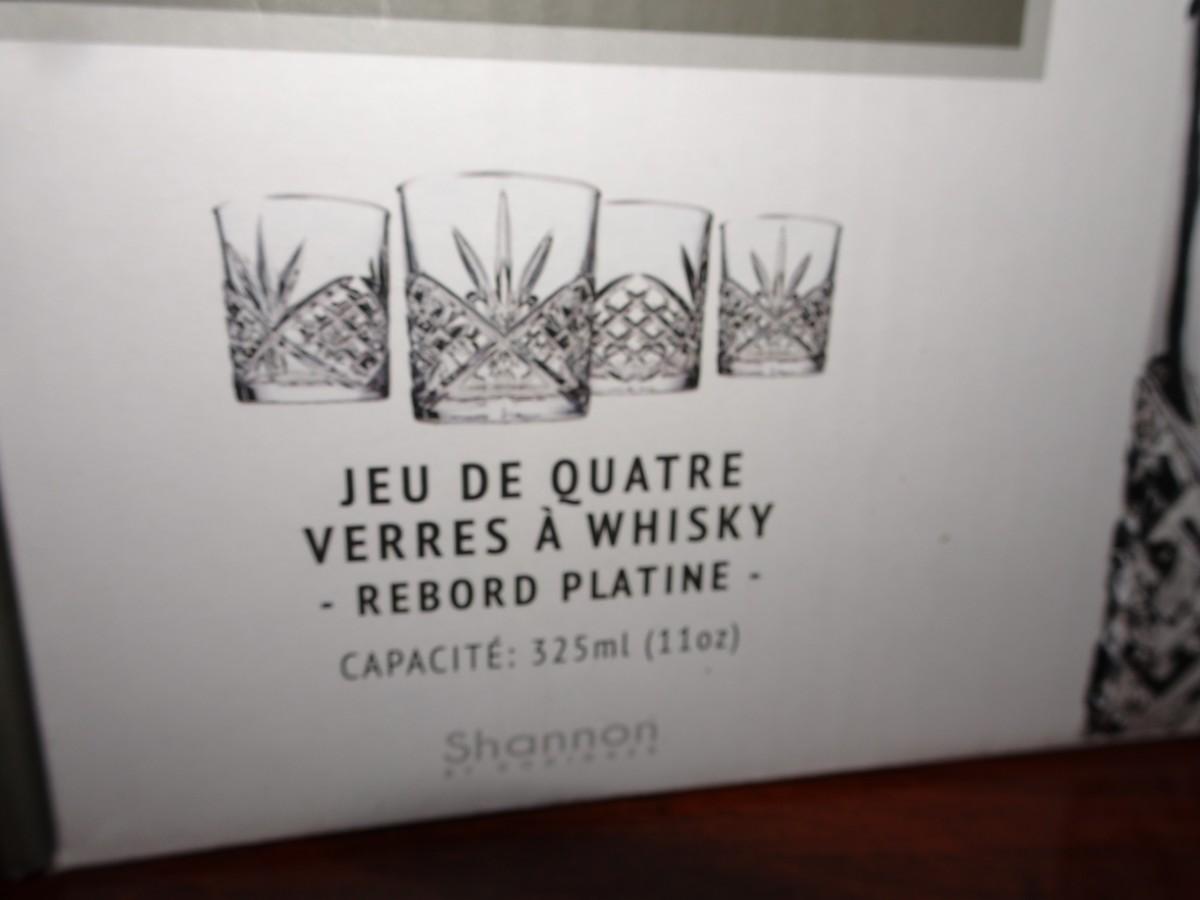 JEU DE QUATRE
VERRES À WHISKY
- REBORD PLATINE -
CAPACITÉ: 325ml (11oz)
Shannon